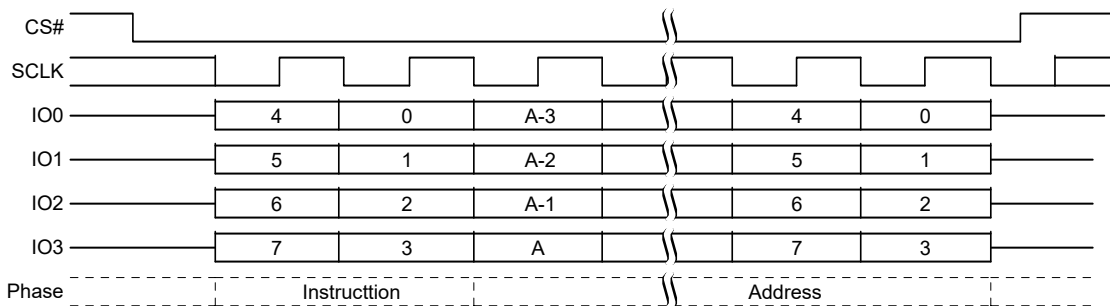 CS#
SCLK
IO0 4 0 A-3 4 0
IO1 5 1 A-2 5 1
IO2 6 2 A-1 6 2
IO3 7 3 A 7 3
Phase Instructtion Address